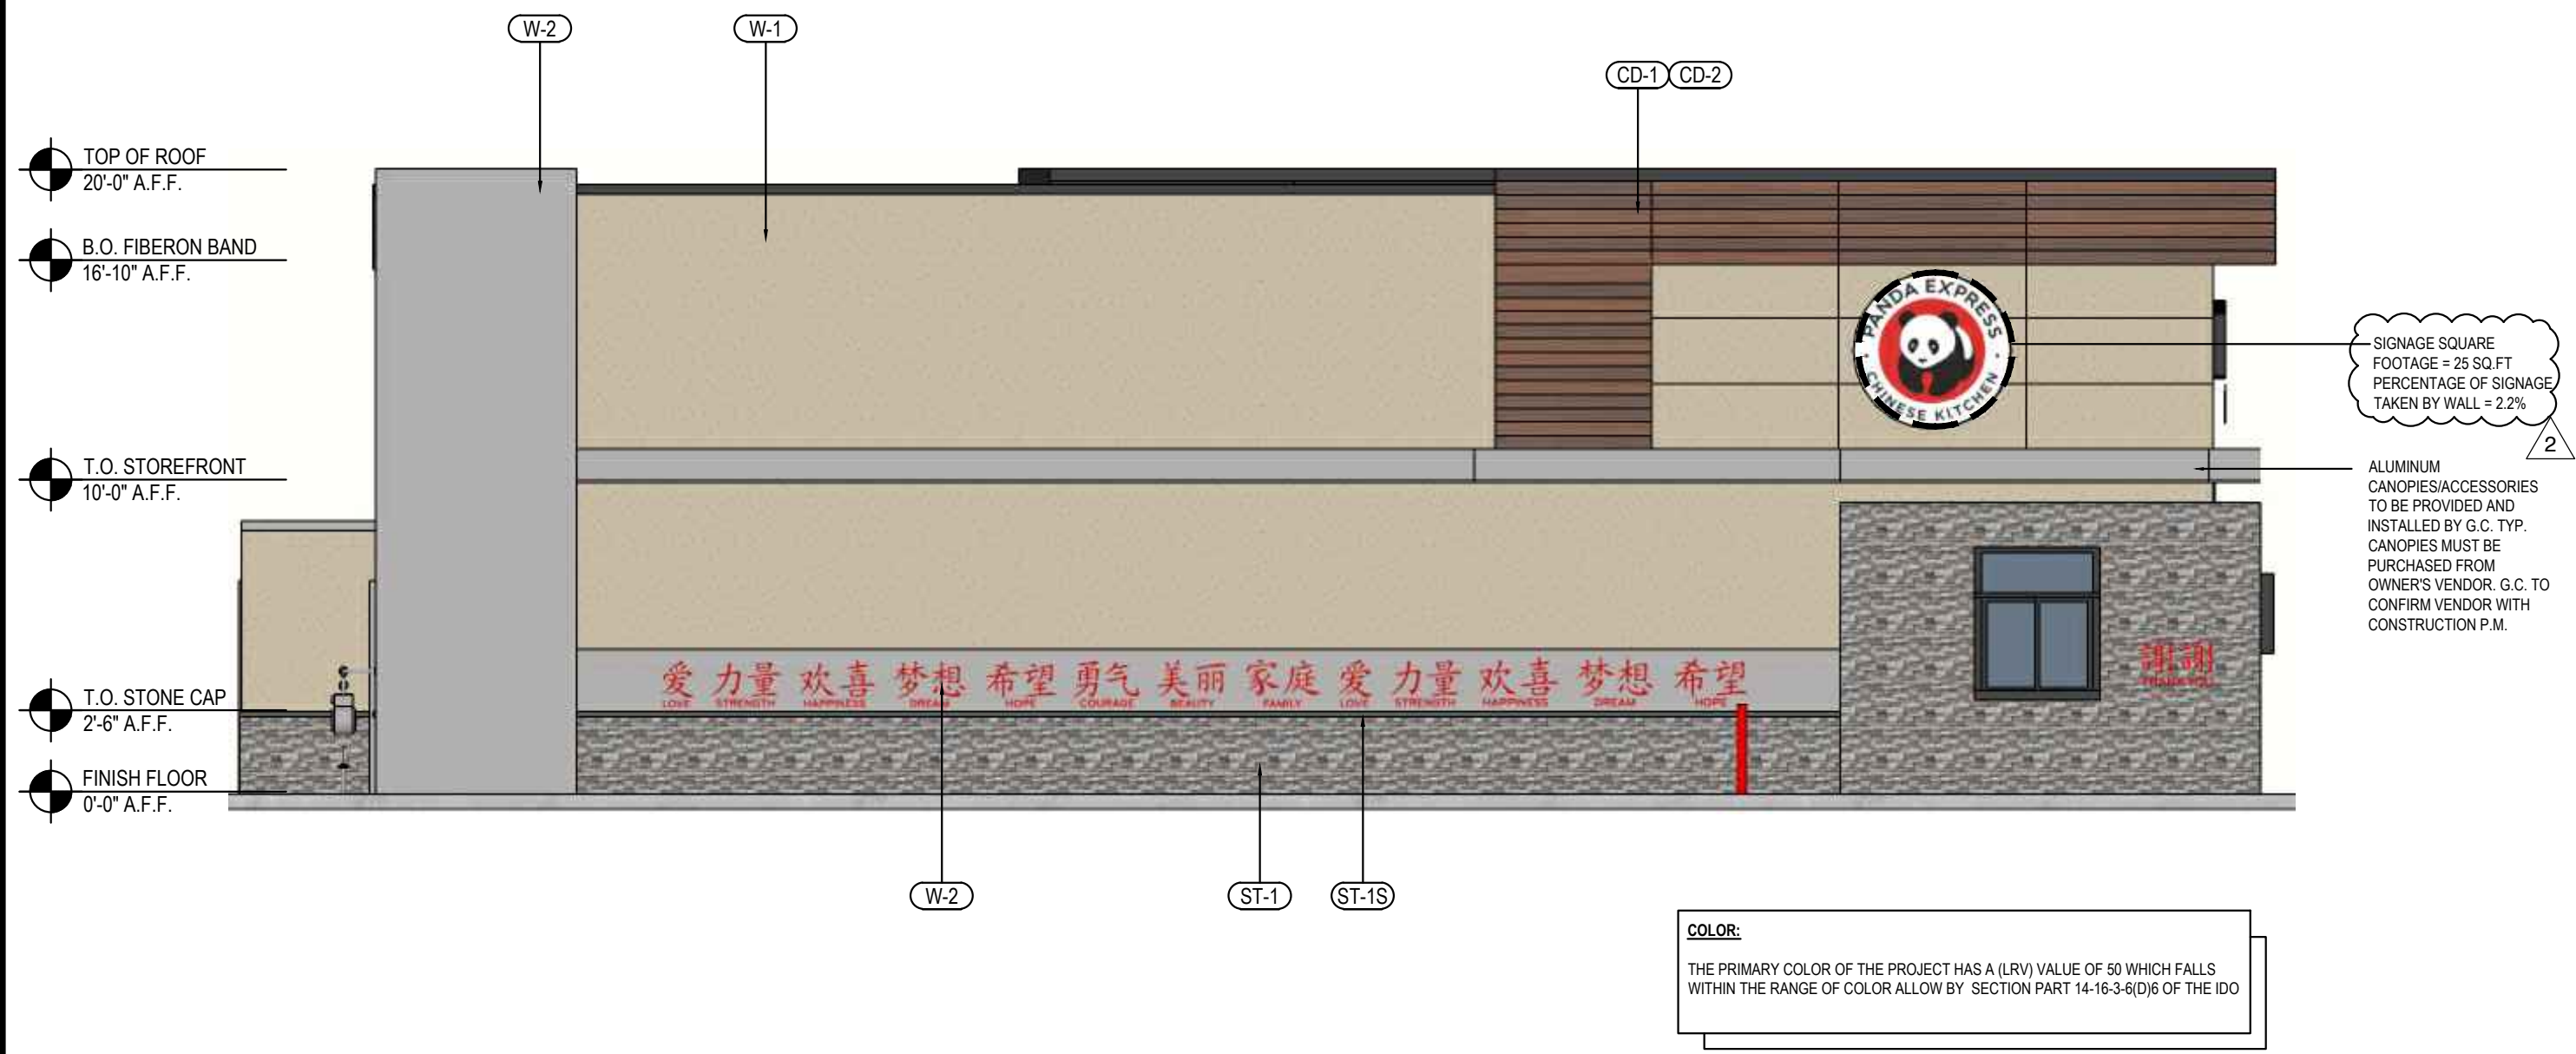 W-2
W-1
CD-1 CD-2
TOP OF ROOF
20'-0" A.F.F.
B.O. FIBERON BAND
16'-10" A.F.F.
T.O. STOREFRONT
10'-0" A.F.F.
T.O. STONE CAP
2'-6" A.F.F.
FINISH FLOOR
0'-0" A.F.F.
PANDA EXPRESS
CHINESE KITCHEN
SIGNAGE SQUARE
FOOTAGE = 25 SQ.FT
PERCENTAGE OF SIGNAGE
TAKEN BY WALL = 2.2%
2
ALUMINUM
CANOPIES/ACCESSORIES
TO BE PROVIDED AND
INSTALLED BY G.C. TYP.
CANOPIES MUST BE
PURCHASED FROM
OWNER'S VENDOR. G.C. TO
CONFIRM VENDOR WITH
CONSTRUCTION P.M.
爱 力量 欢喜 梦想 希望 勇气 美丽 家庭 爱 力量 欢喜 梦想 希望
LOVE STRENGTH HAPPINESS DREAM HOPE COURAGE BEAUTY FAMILY LOVE STRENGTH HAPPINESS DREAM HOPE
謝謝
THANK YOU
W-2
ST-1
ST-1S
COLOR:
THE PRIMARY COLOR OF THE PROJECT HAS A (LRV) VALUE OF 50 WHICH FALLS
WITHIN THE RANGE OF COLOR ALLOW BY SECTION PART 14-16-3-6(D)6 OF THE IDO